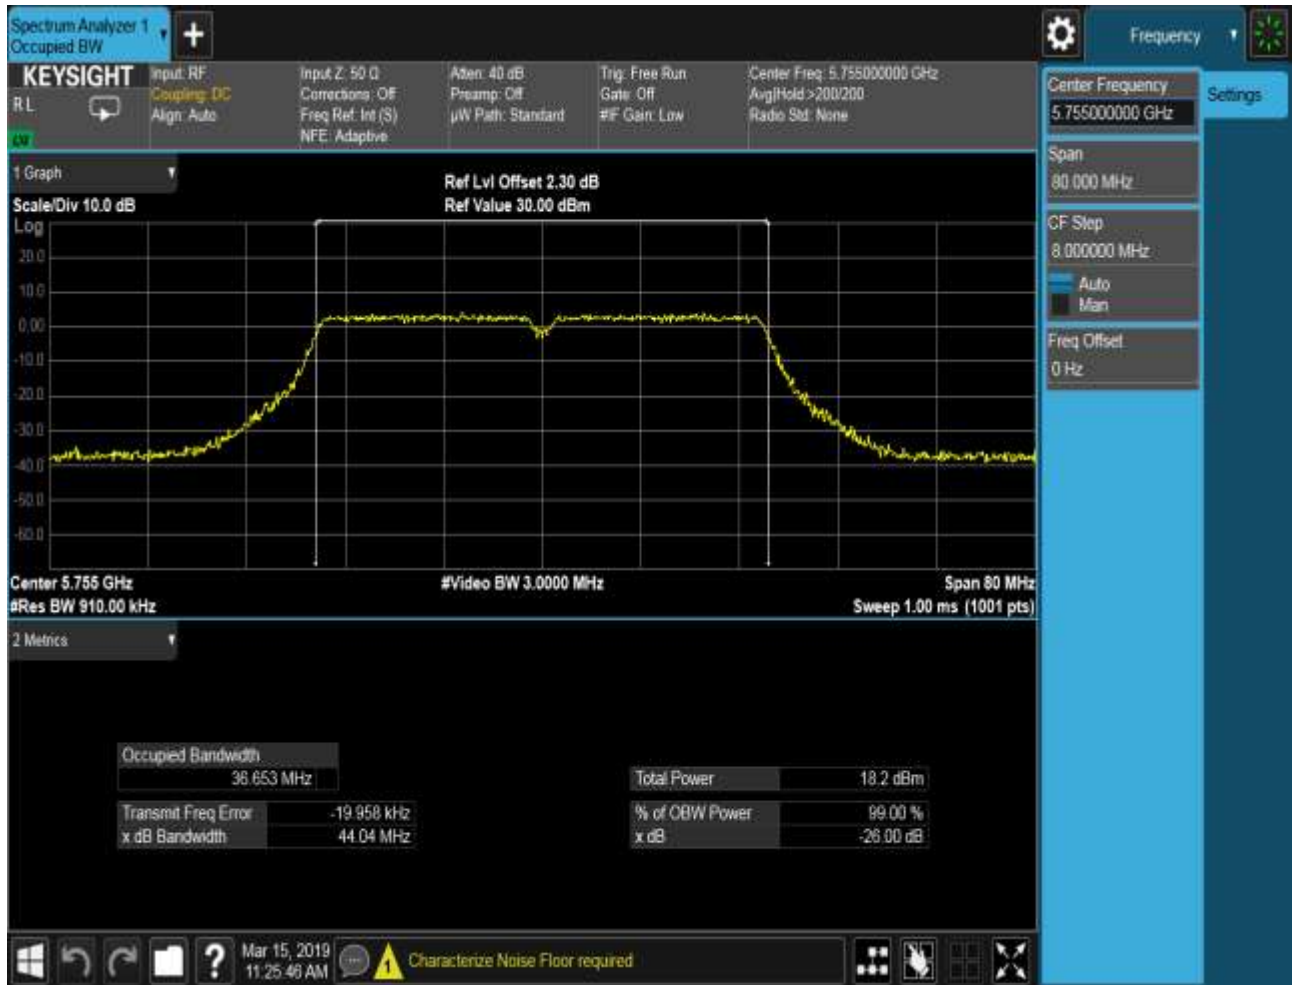 Spectrum Analyzer 1
Occupied BW
+
Frequency
KEYSIGHT
RL
LW
Input: RF
Coupling: DC
Align: Auto
Input Z: 50 Ω
Corrections: Off
Freq Ref: Int (S)
NFE: Adaptive
Atten: 40 dB
Preamp: Off
µW Path: Standard
Trig: Free Run
Gate: Off
#IF Gain: Low
Center Freq: 5.755000000 GHz
Avg|Hold:>200/200
Radio Std: None
Center Frequency
5.755000000 GHz
Settings
Span
80.000 MHz
CF Step
8.000000 MHz
Auto
Man
Freq Offset
0 Hz
1 Graph
Scale/Div 10.0 dB
Ref Lvl Offset 2.30 dB
Ref Value 30.00 dBm
Log
20.0
10.0
0.00
-10.0
-20.0
-30.0
-40.0
-50.0
-60.0
Center 5.755 GHz
#Video BW 3.0000 MHz
Span 80 MHz
#Res BW 910.00 kHz
Sweep 1.00 ms (1001 pts)
2 Metrics
Occupied Bandwidth
36.653 MHz
Total Power 18.2 dBm
Transmit Freq Error -19.958 kHz
% of OBW Power 99.00 %
x dB Bandwidth 44.04 MHz
x dB -26.00 dB
?
Mar 15, 2019
11:25:46 AM
1
Characterize Noise Floor required